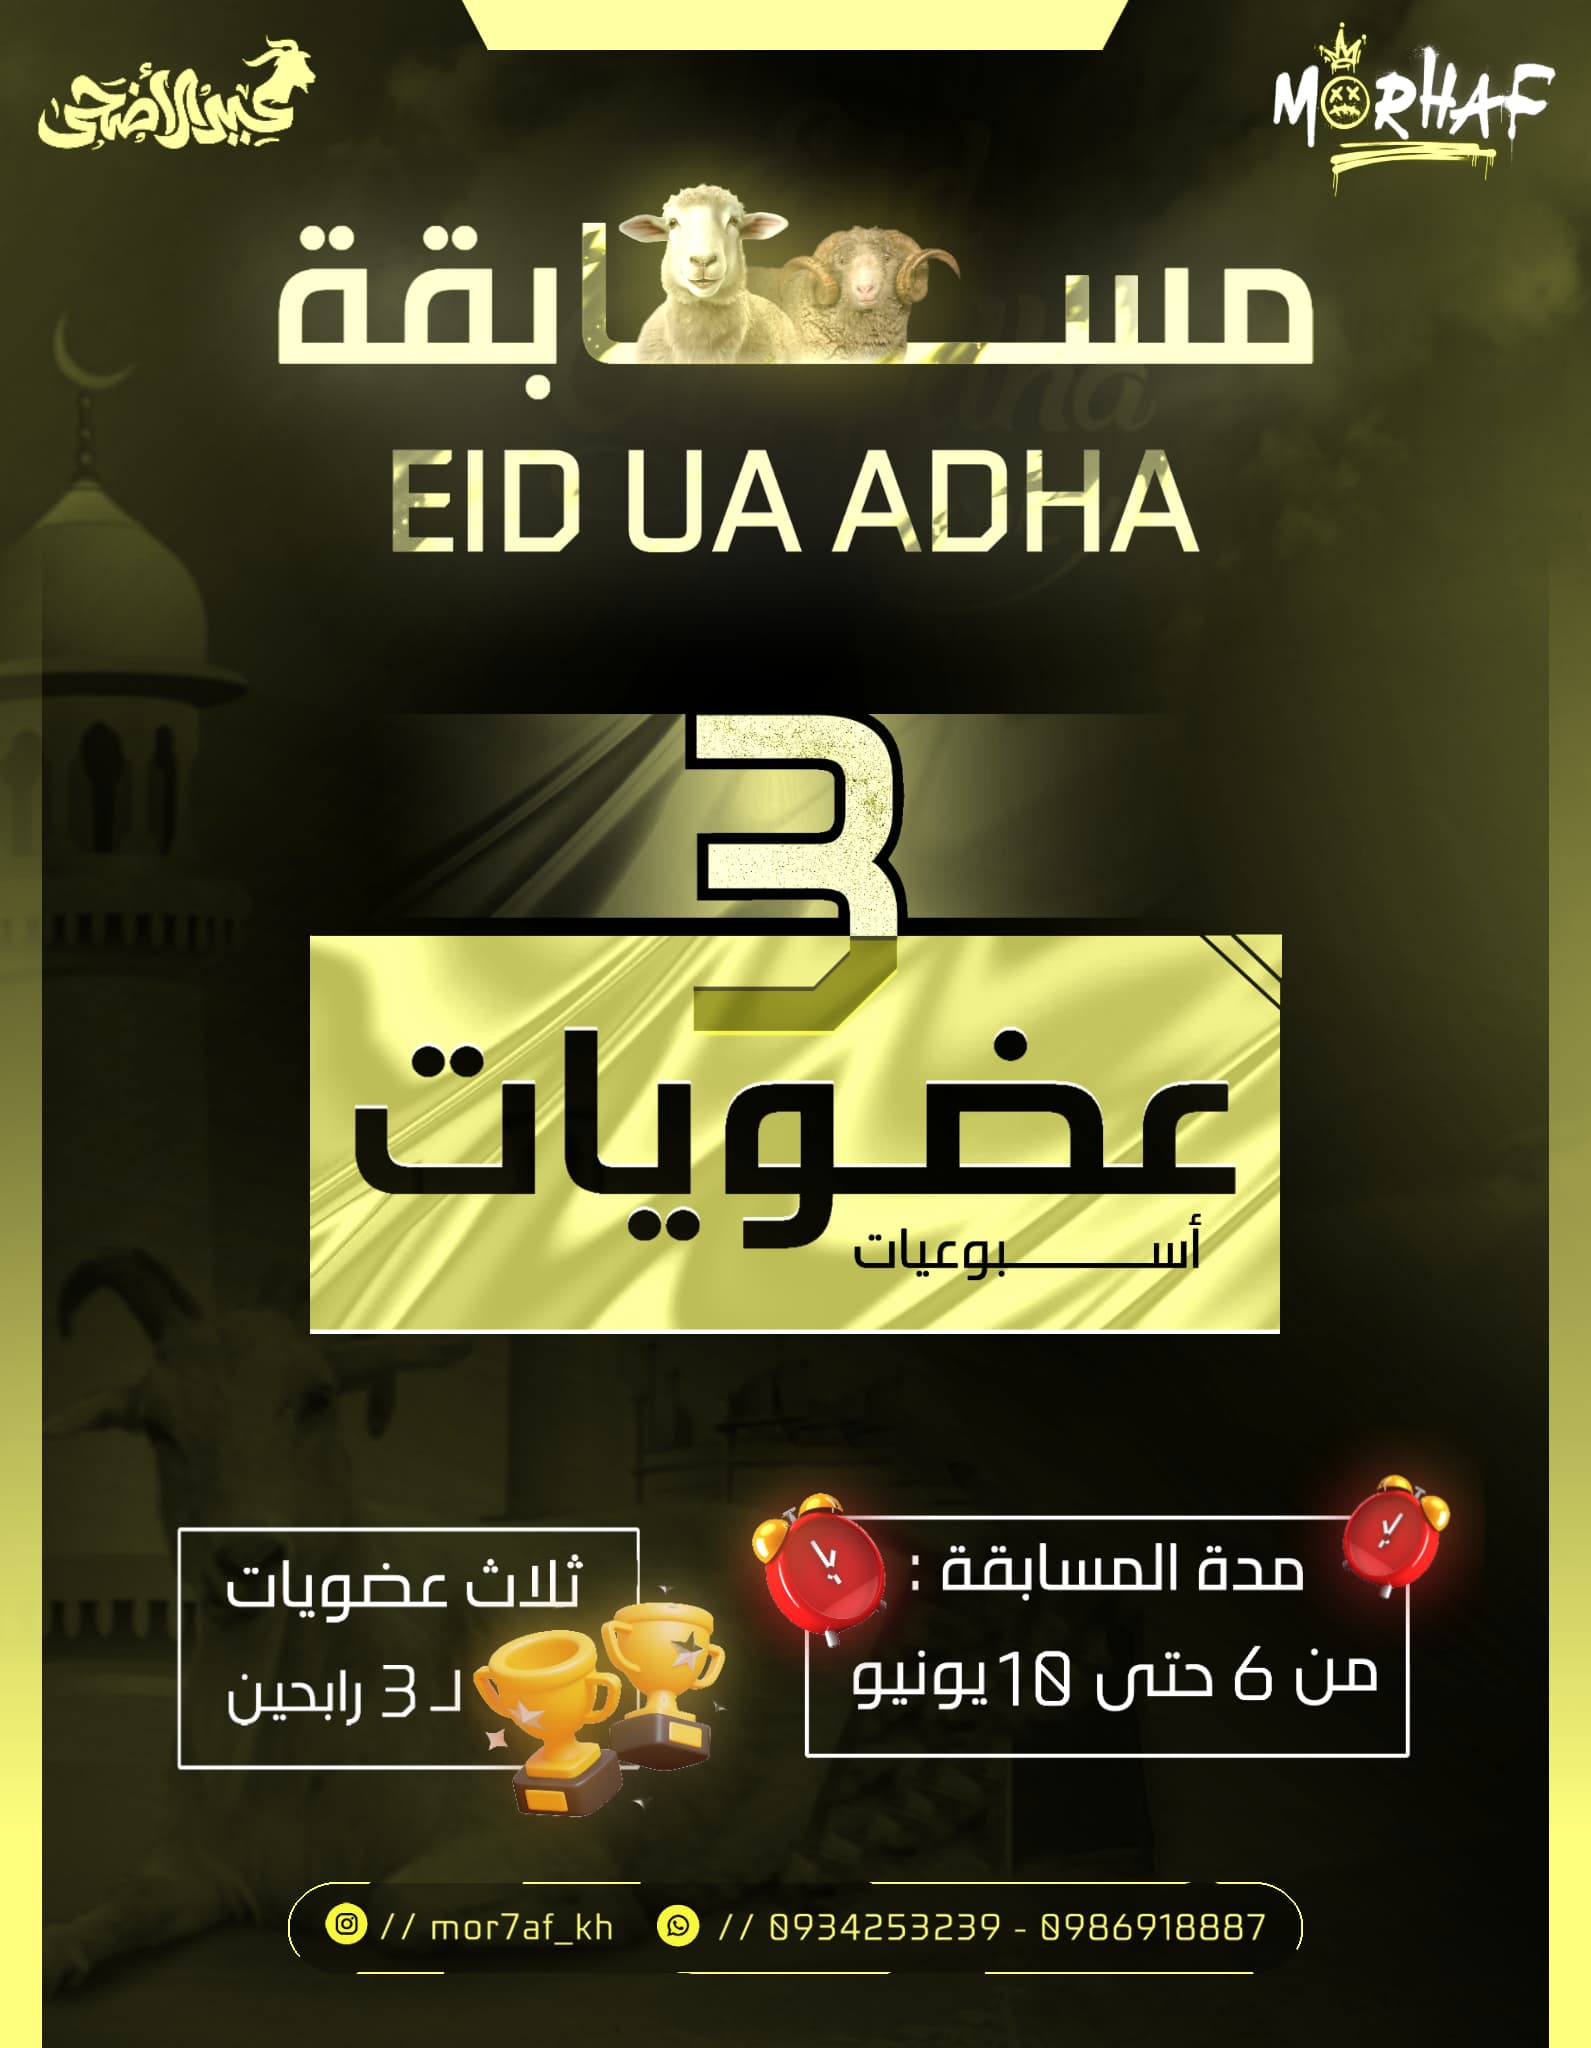 عيد الأضحى
MORHAF
مسابقة
EID UA ADHA
3
عضويات
أسبوعيات
مدة المسابقة :
من 6 حتى 10 يونيو
ثلاث عضويات
لـ 3 رابحين
// mor7af_kh // 0934253239 - 0986918887